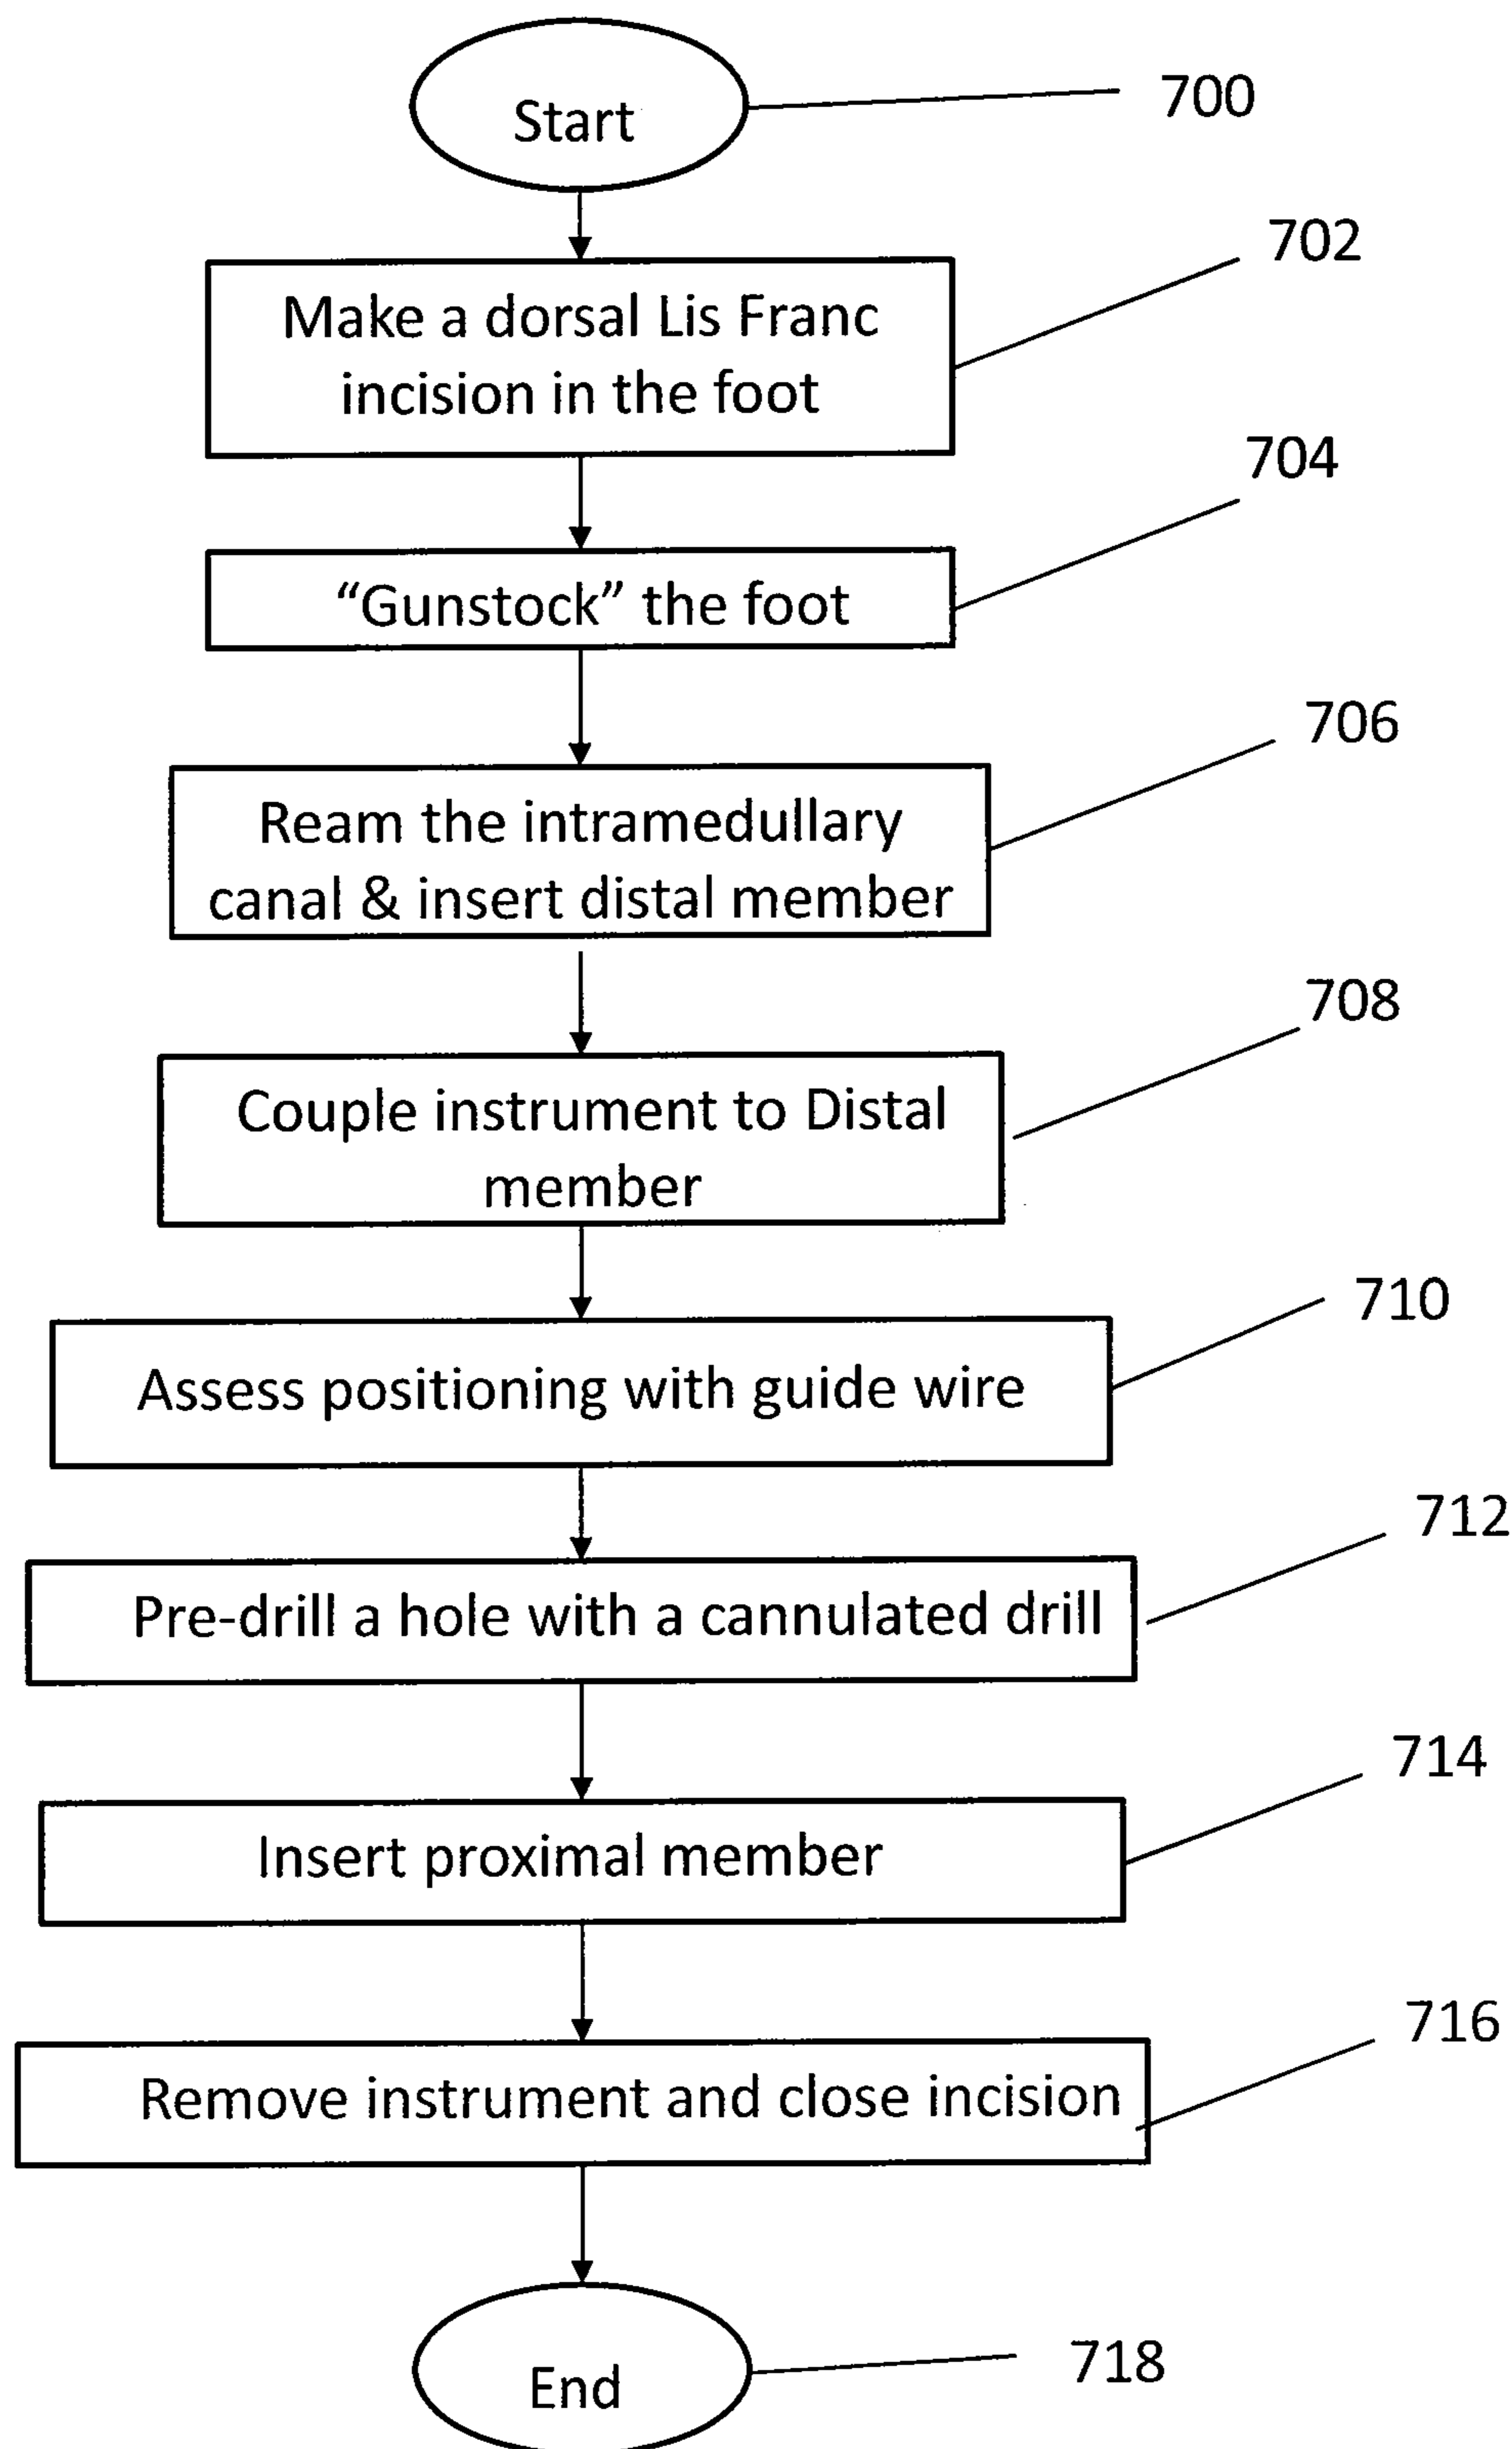 Start
700
702
Make a dorsal Lis Franc
incision in the foot
704
“Gunstock” the foot
706
Ream the intramedullary
canal & insert distal member
708
Couple instrument to Distal
member
710
Assess positioning with guide wire
712
Pre-drill a hole with a cannulated drill
714
Insert proximal member
716
Remove instrument and close incision
718
End